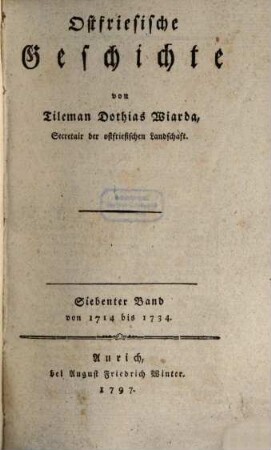 Ostfriesische
Geschichte
von
Tileman Dothias Wiarda,
Secretair der ostfriesischen Landschaft.
Siebenter Band
von 1714 bis 1734.
Aurich,
bei August Friedrich Winter.
1797.